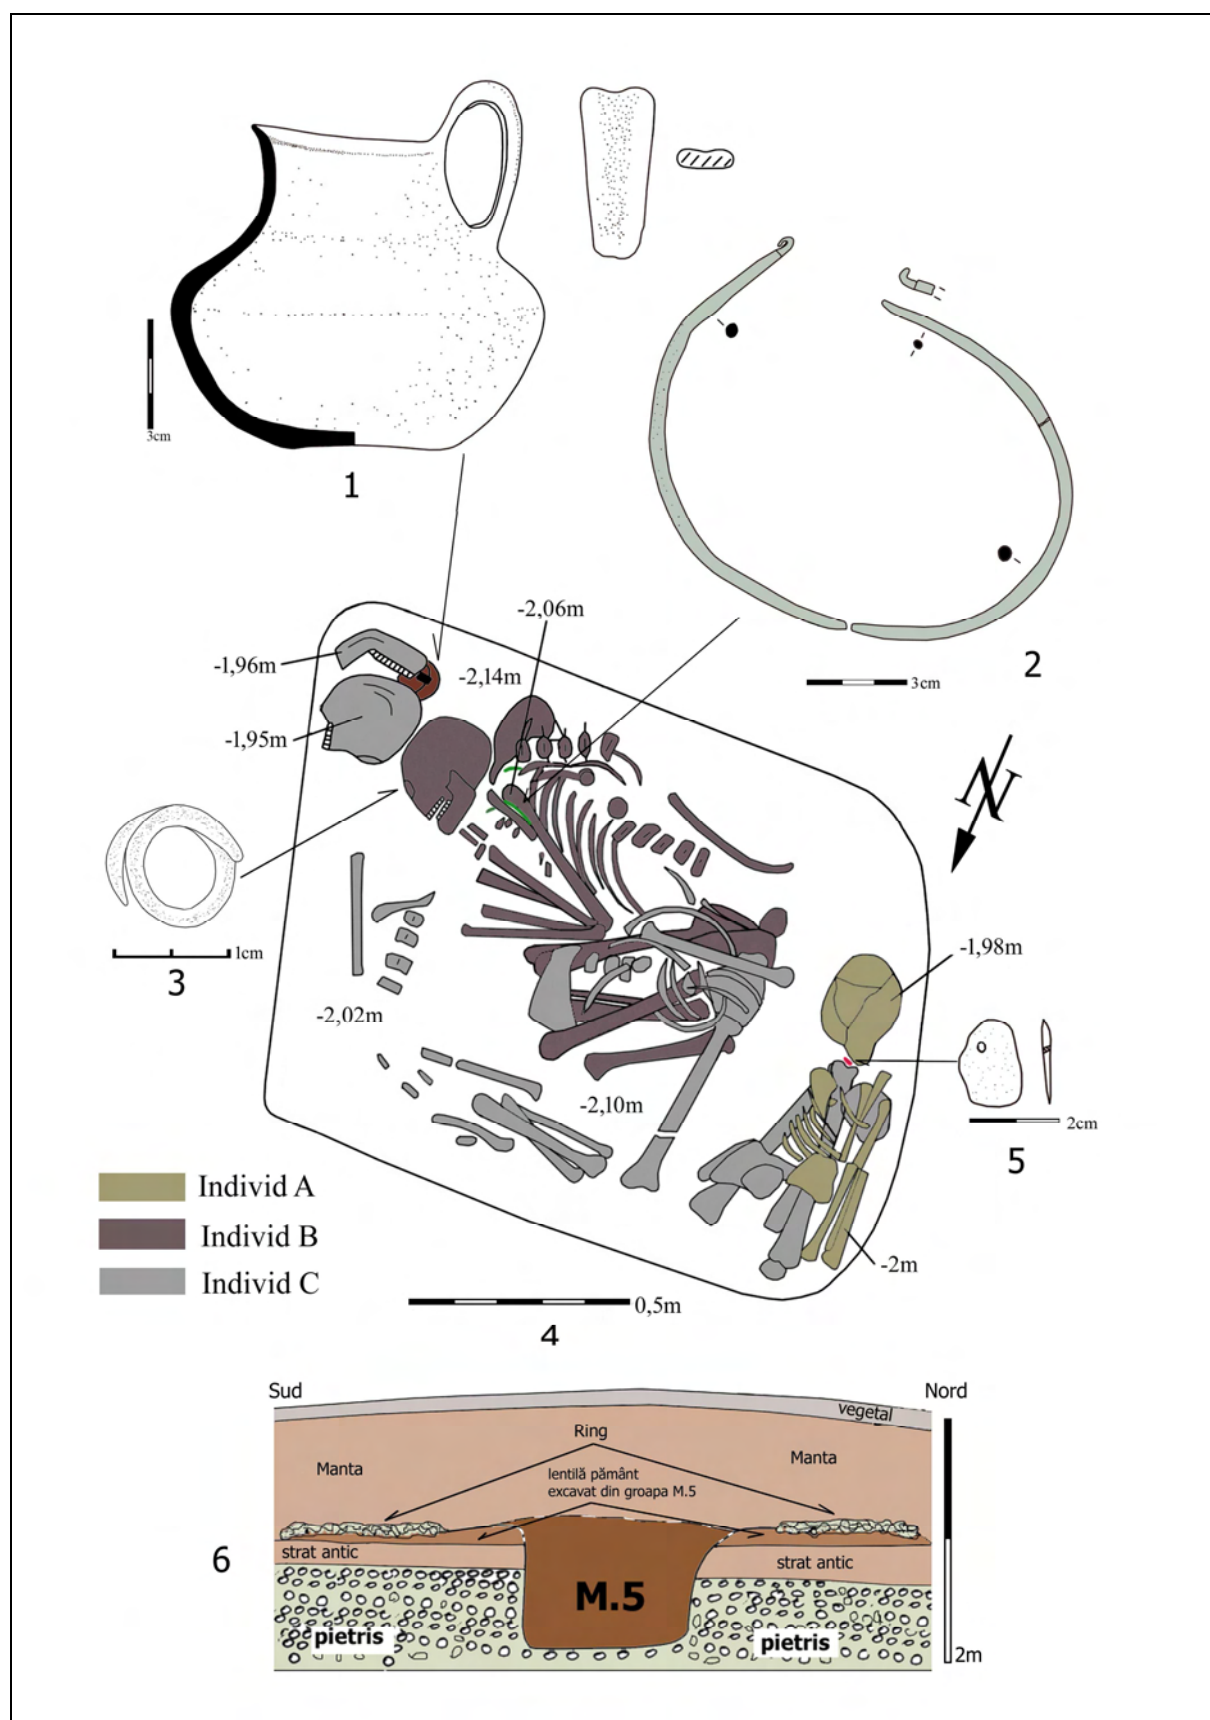 3cm
1
3cm
2
-2,06m
-1,96m
-2,14m
-1,95m
N
1cm
3
-1,98m
-2,02m
-2,10m
2cm
5
Individ A
Individ B
Individ C
-2m
0,5m
4
Sud
Nord
vegetal
Ring
Manta
Manta
lentilă pământ
excavat din groapa M.5
6
strat antic
strat antic
M.5
pietris
pietris
2m